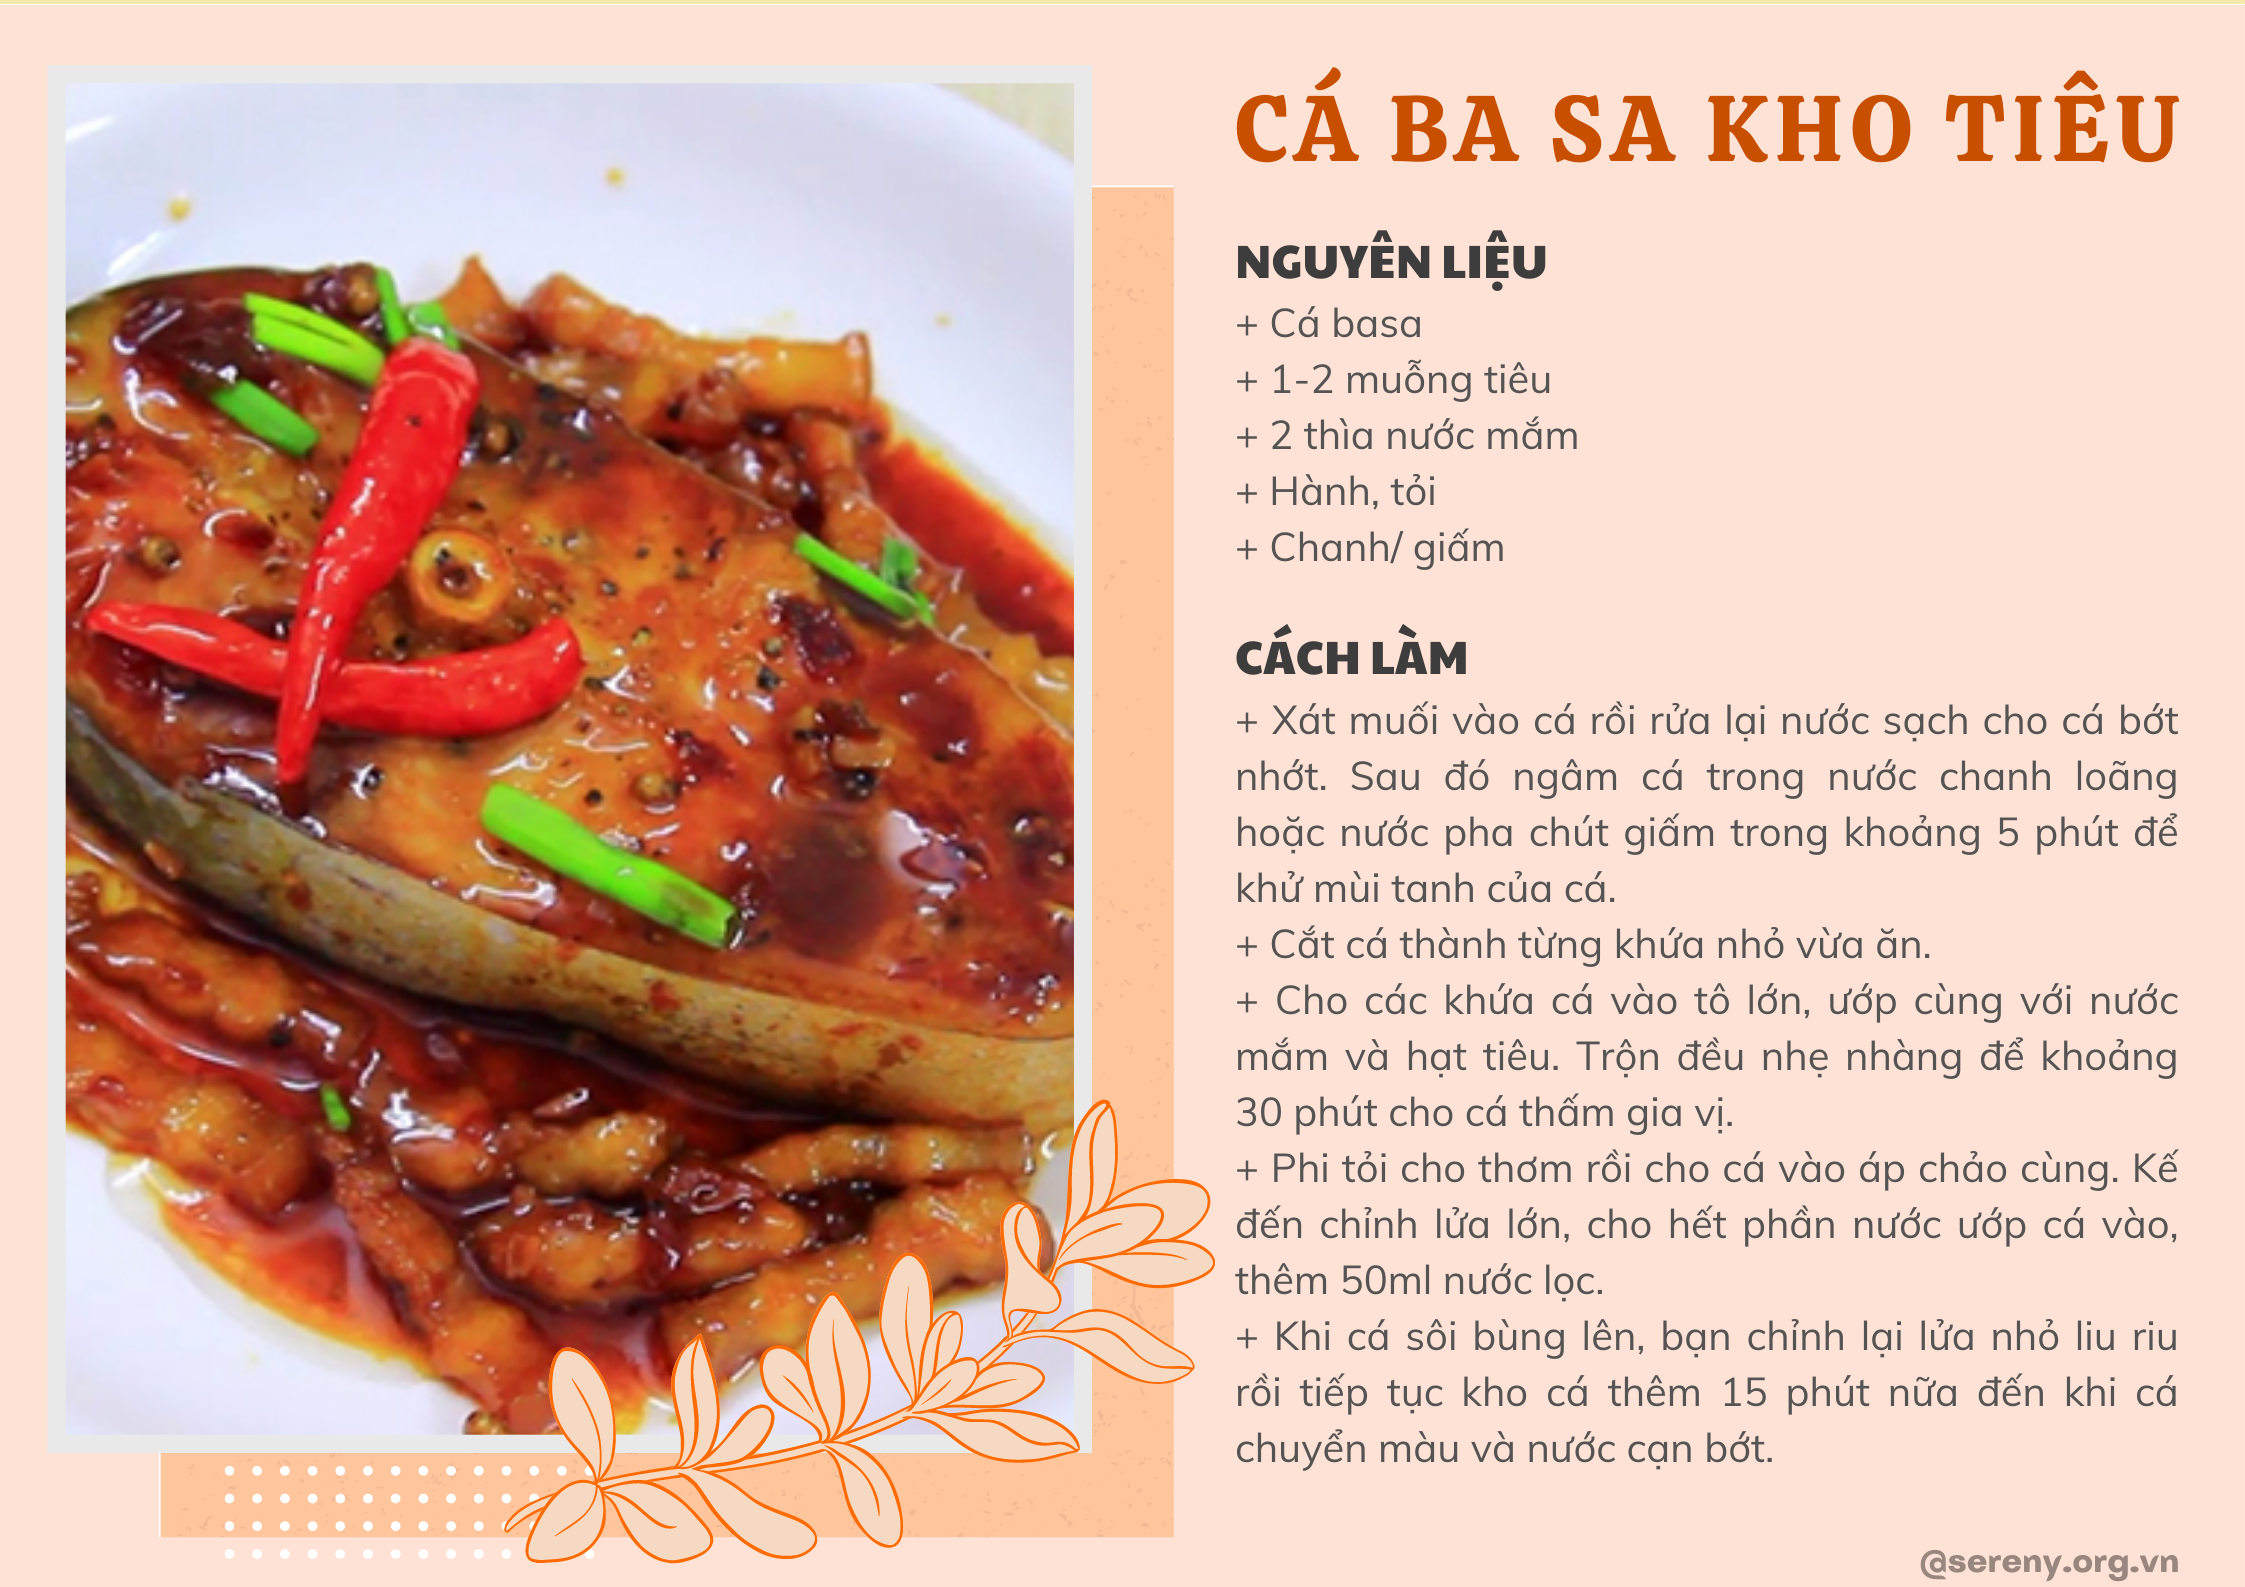 CÁ BA SA KHO TIÊU
NGUYÊN LIỆU
+ Cá basa
+ 1-2 muỗng tiêu
+ 2 thìa nước mắm
+ Hành, tỏi
+ Chanh/ giấm
CÁCH LÀM
+ Xát muối vào cá rồi rửa lại nước sạch cho cá bớt
nhớt. Sau đó ngâm cá trong nước chanh loãng
hoặc nước pha chút giấm trong khoảng 5 phút để
khử mùi tanh của cá.
+ Cắt cá thành từng khứa nhỏ vừa ăn.
+ Cho các khứa cá vào tô lớn, ướp cùng với nước
mắm và hạt tiêu. Trộn đều nhẹ nhàng để khoảng
30 phút cho cá thấm gia vị.
+ Phi tỏi cho thơm rồi cho cá vào áp chảo cùng. Kế
đến chỉnh lửa lớn, cho hết phần nước ướp cá vào,
thêm 50ml nước lọc.
+ Khi cá sôi bùng lên, bạn chỉnh lại lửa nhỏ liu riu
rồi tiếp tục kho cá thêm 15 phút nữa đến khi cá
chuyển màu và nước cạn bớt.
@sereny.org.vn